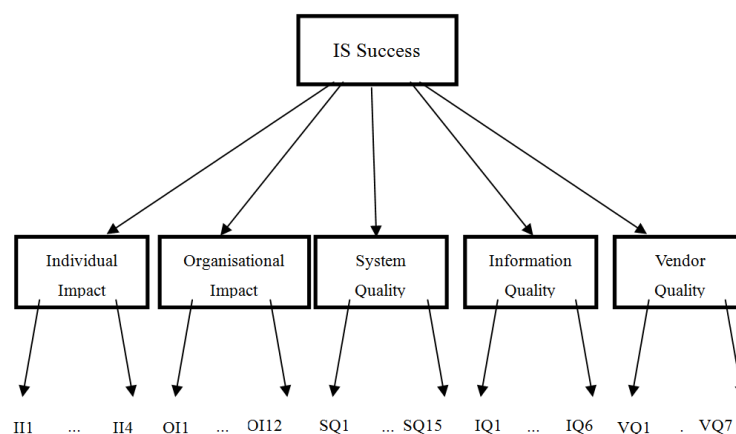 IS Success
Individual
Impact
Organisational
Impact
System
Quality
Information
Quality
Vendor
Quality
II1 ... II4 OI1 ... OI12 SQ1 ... SQ15 IQ1 ... IQ6 VQ1 . VQ7